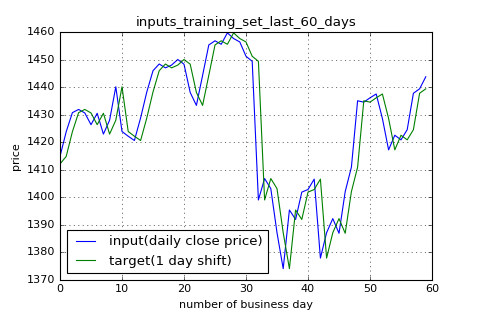 inputs_training_set_last_60_days
1460
1450
1440
1430
1420
1410
1400
1390
1380
1370
price
input(daily close price)
target(1 day shift)
0 10 20 30 40 50 60
number of business day